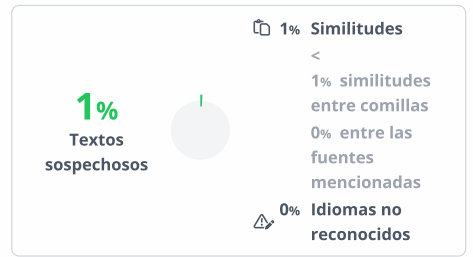 1%
Textos
sospechosos
1% Similitudes
<
1% similitudes
entre comillas
0% entre las
fuentes
mencionadas
0% Idiomas no
reconocidos